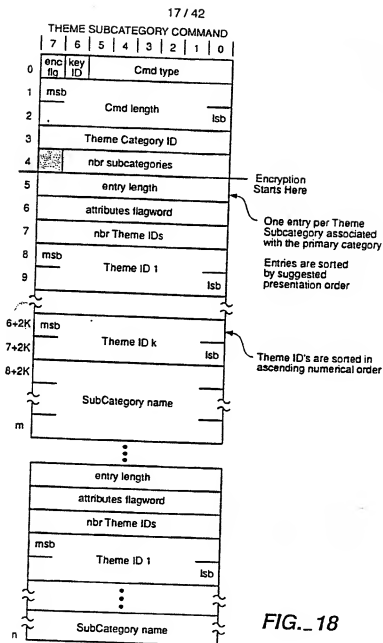 17 / 42
THEME SUBCATEGORY COMMAND
7 6 5 4 3 2 1 0
0 enc flg key ID Cmd type
1 msb
Cmd length
2 lsb
3 Theme Category ID
4 nbr subcategories
Encryption
Starts Here
5 entry length
6 attributes flagword
7 nbr Theme IDs
One entry per Theme
Subcategory associated
with the primary category
Entries are sorted
by suggested
presentation order
8 msb
Theme ID 1
9 lsb
6+2K msb
Theme ID k
7+2K lsb
8+2K
Theme ID's are sorted in
ascending numerical order
SubCategory name
m
entry length
attributes flagword
nbr Theme IDs
msb
Theme ID 1
lsb
SubCategory name
n
FIG._18